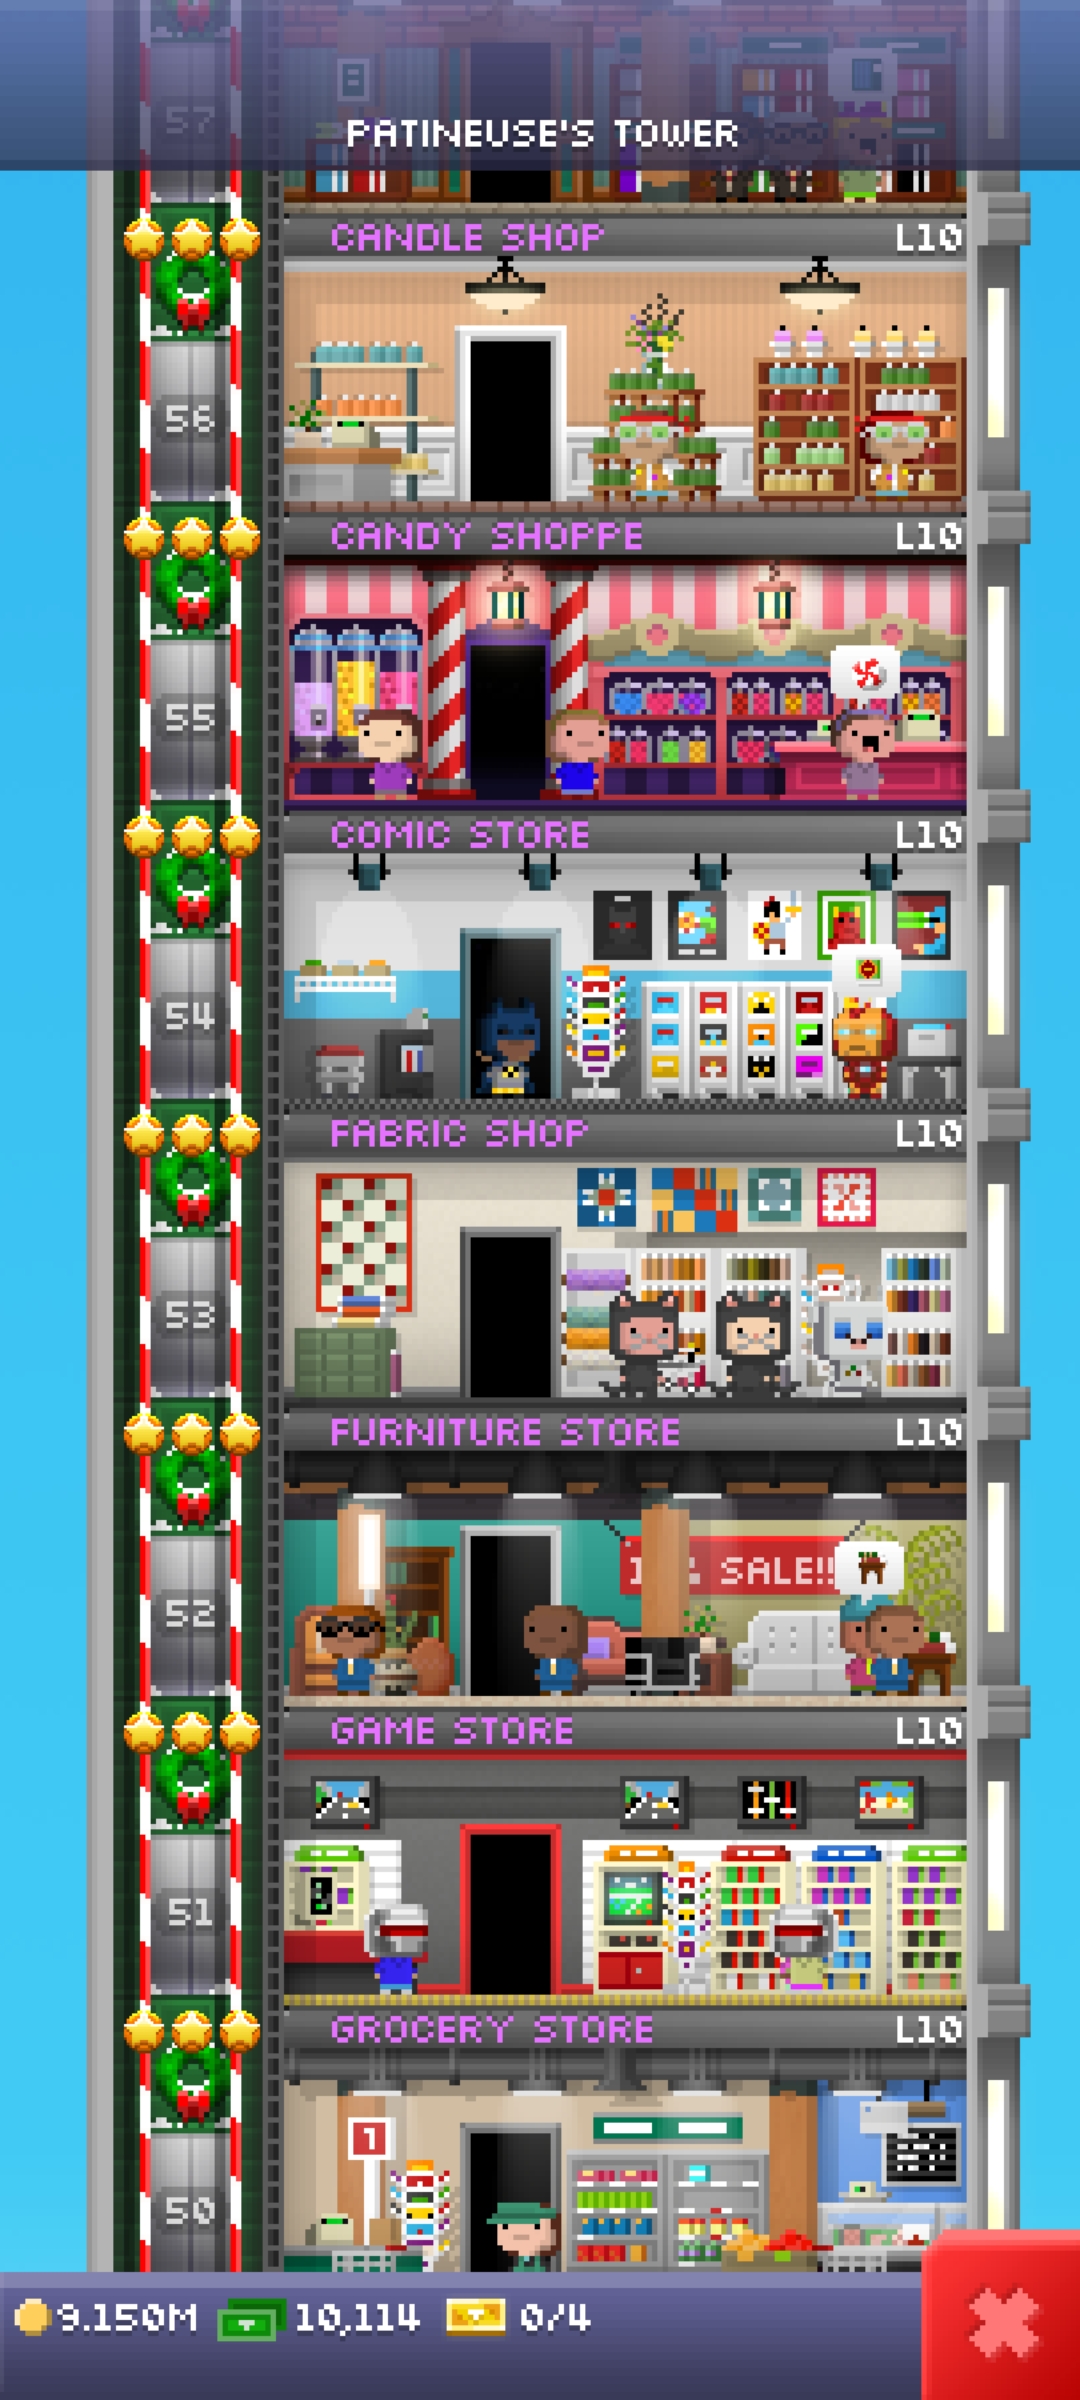 57
PATINEUSE'S TOWER
CANDLE SHOP L10
56
CANDY SHOPPE L10
55
COMIC STORE L10
54
FABRIC SHOP L10
53
FURNITURE STORE L10
SALE!!
52
GAME STORE L10
51
GROCERY STORE L10
1
50
9.150M 10,114 0/4